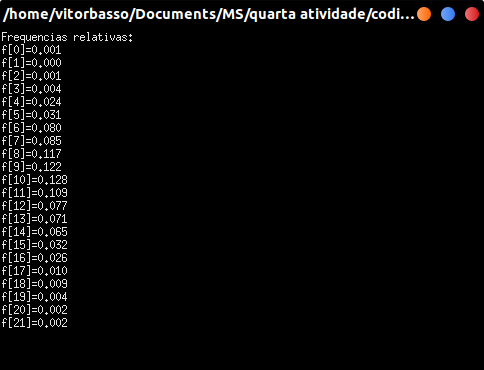 /home/vitorbasso/Documents/MS/quarta atividade/codi...
Frequencias relativas:
f[0]=0.001
f[1]=0.000
f[2]=0.001
f[3]=0.004
f[4]=0.024
f[5]=0.031
f[6]=0.080
f[7]=0.085
f[8]=0.117
f[9]=0.122
f[10]=0.128
f[11]=0.109
f[12]=0.077
f[13]=0.071
f[14]=0.065
f[15]=0.032
f[16]=0.026
f[17]=0.010
f[18]=0.009
f[19]=0.004
f[20]=0.002
f[21]=0.002